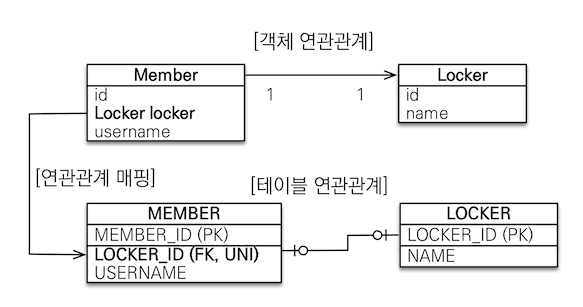 [객체 연관관계]
Member
id
Locker locker
username
1
1
Locker
id
name
[연관관계 매핑]
[테이블 연관관계]
MEMBER
MEMBER_ID (PK)
LOCKER_ID (FK, UNI)
USERNAME
LOCKER
LOCKER_ID (PK)
NAME